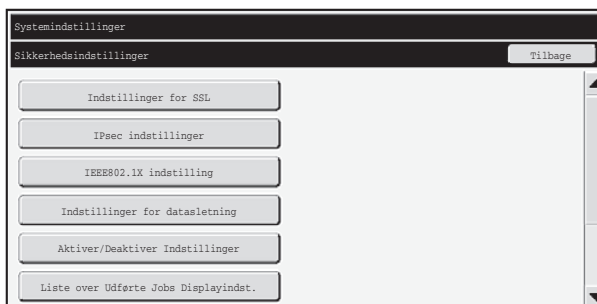 Systemindstillinger
Sikkerhedsindstillinger
Tilbage
Indstillinger for SSL
IPsec indstillinger
IEEE802.1X indstilling
Indstillinger for datasletning
Aktiver/Deaktiver Indstillinger
Liste over Udførte Jobs Displayindst.